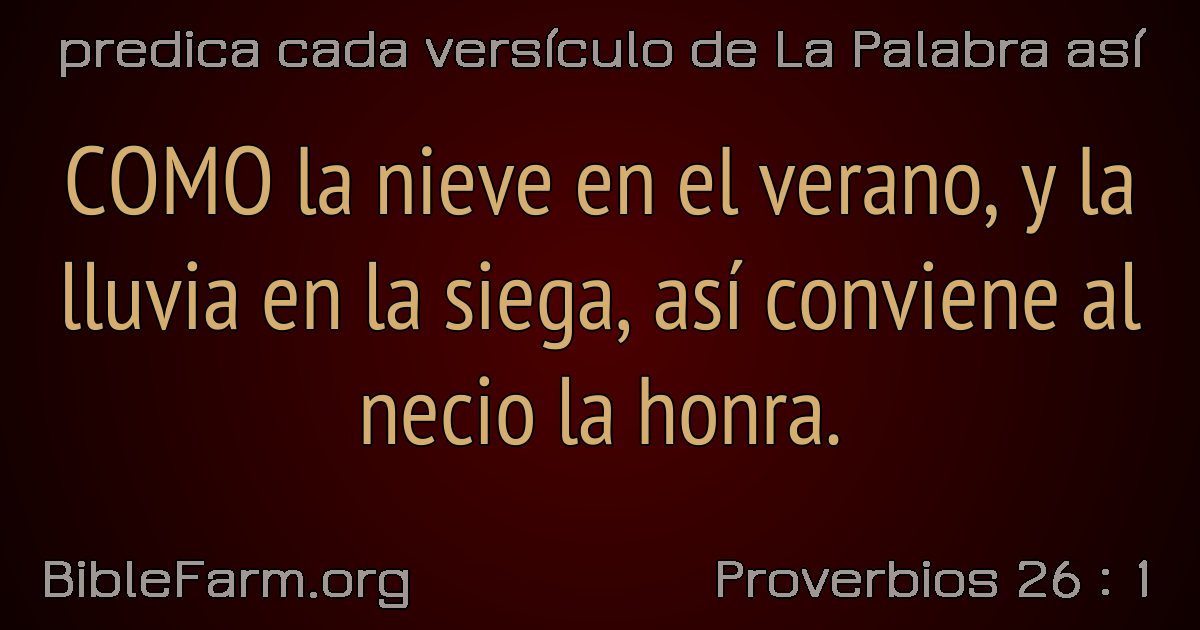 predica cada versículo de La Palabra así
COMO la nieve en el verano, y la
lluvia en la siega, así conviene al
necio la honra.
BibleFarm.org
Proverbios 26 : 1